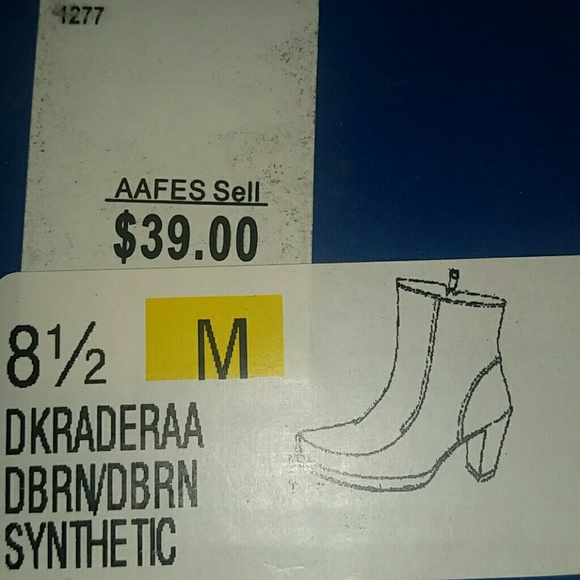 1277
AAFES Sell
$39.00
8½ M
DKRADERAA
DBRN/DBRN
SYNTHETIC